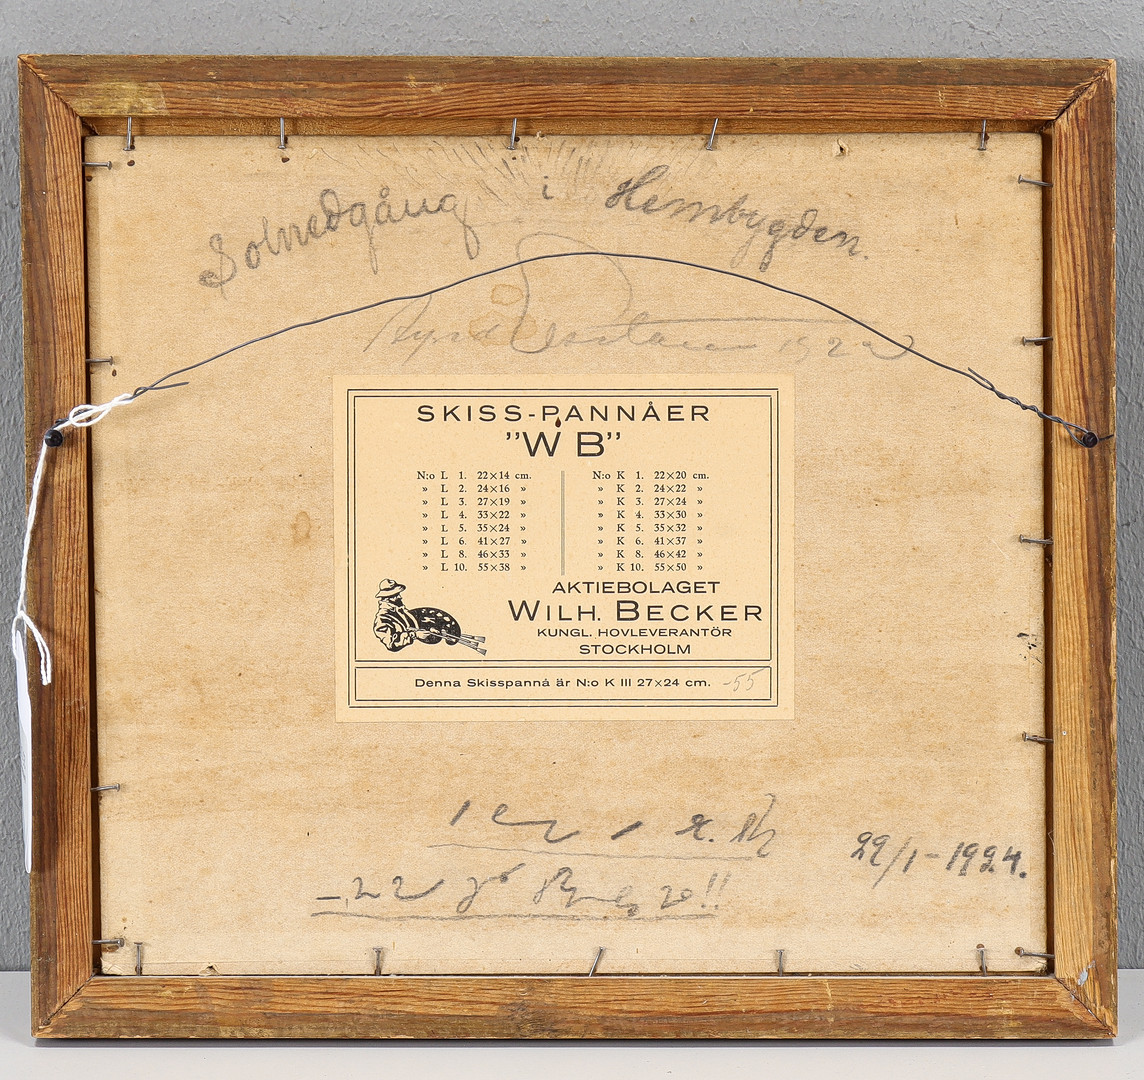 Solnedgång i Hembygden.
192
SKISS-PANNÅER
"W B"
N:o L 1. 22×14 cm. N:o K 1. 22×20 cm.
» L 2. 24×16 » » K 2. 24×22 »
» L 3. 27×19 » » K 3. 27×24 »
» L 4. 33×22 » » K 4. 33×30 »
» L 5. 35×24 » » K 5. 35×32 »
» L 6. 41×27 » » K 6. 41×37 »
» L 8. 46×33 » » K 8. 46×42 »
» L 10. 55×38 » » K 10. 55×50 »
AKTIEBOLAGET
WILH. BECKER
KUNGL. HOVLEVERANTÖR
STOCKHOLM
Denna Skisspannå är N:o K III 27×24 cm. -55
29/1-1924.